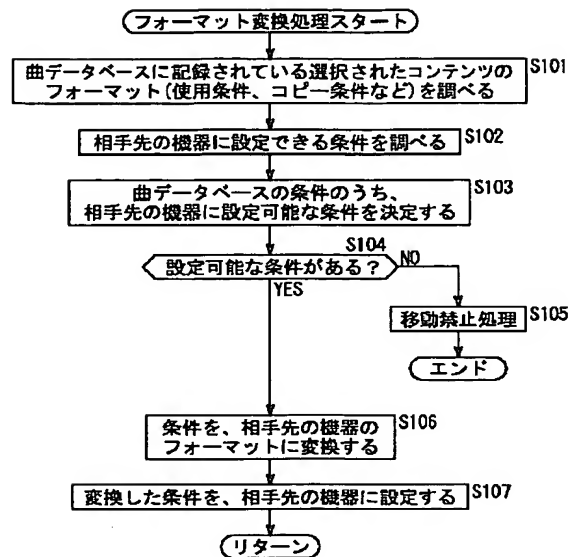 フォーマット変換処理スタート
S101
曲データベースに記録されている選択されたコンテンツの
フォーマット(使用条件、コピー条件など)を調べる
S102
相手先の機器に設定できる条件を調べる
S103
曲データベースの条件のうち、
相手先の機器に設定可能な条件を決定する
S104
設定可能な条件がある?
NO
YES
移動禁止処理
S105
エンド
S106
条件を、相手先の機器の
フォーマットに変換する
変換した条件を、相手先の機器に設定する
S107
リターン